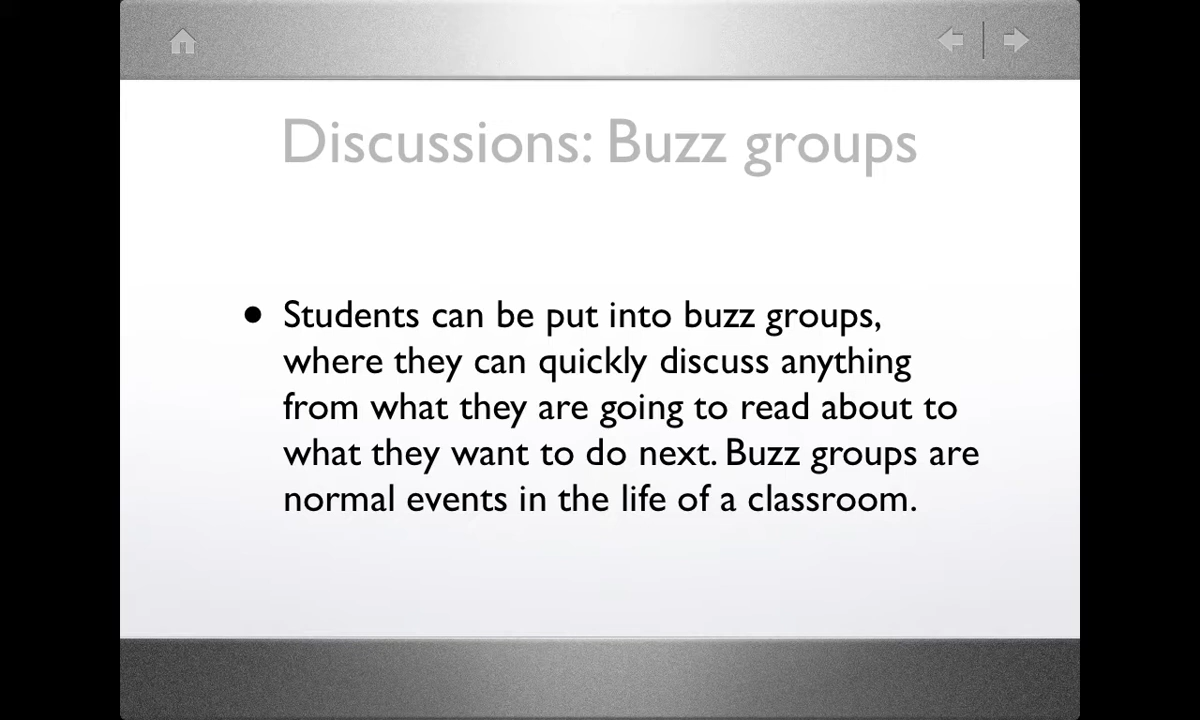 Discussions: Buzz groups
• Students can be put into buzz groups,
where they can quickly discuss anything
from what they are going to read about to
what they want to do next. Buzz groups are
normal events in the life of a classroom.